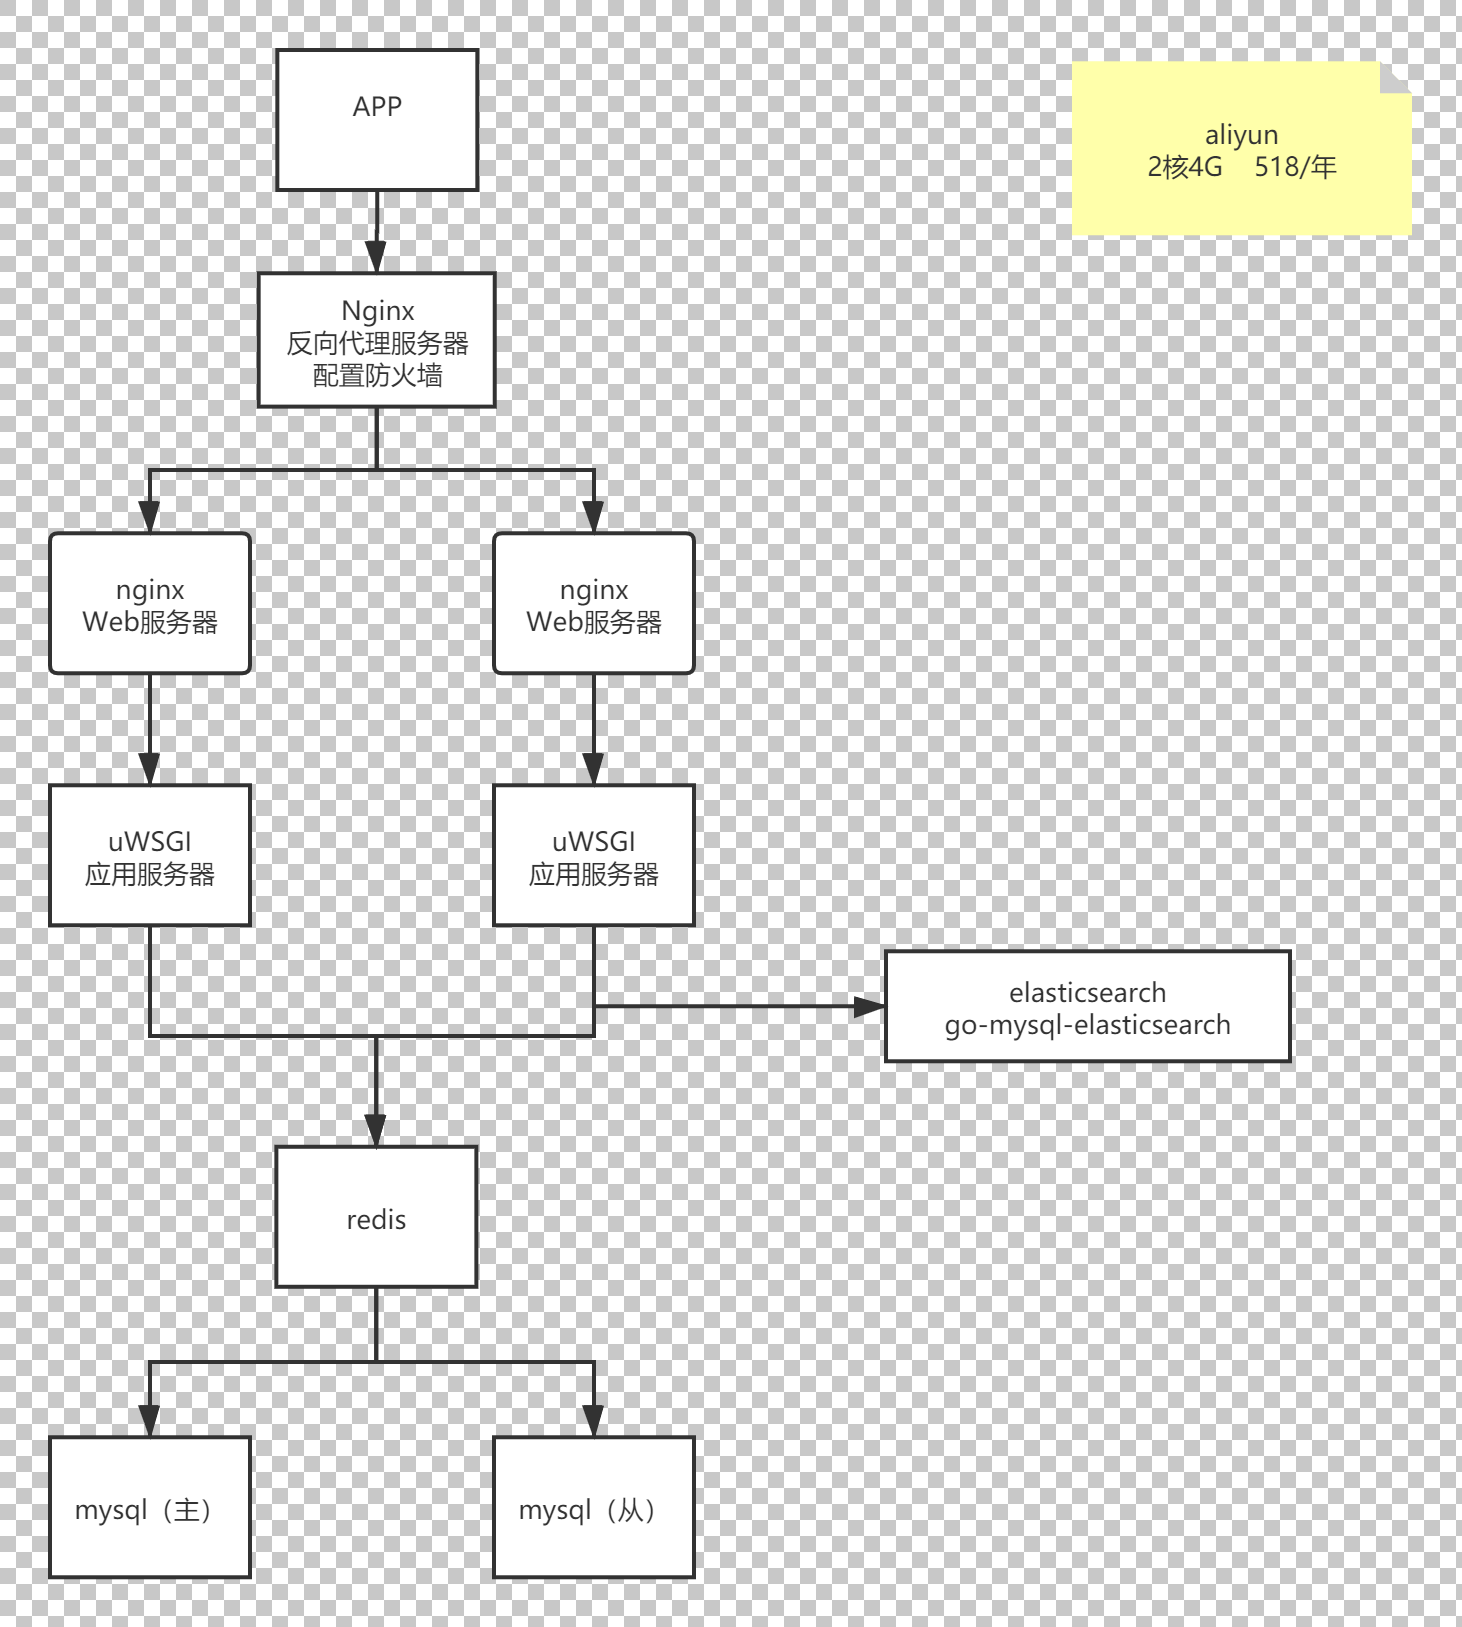 APP
aliyun
2核4G 518/年
Nginx
反向代理服务器
配置防火墙
nginx
Web服务器
nginx
Web服务器
uWSGI
应用服务器
uWSGI
应用服务器
elasticsearch
go-mysql-elasticsearch
redis
mysql（主）
mysql（从）